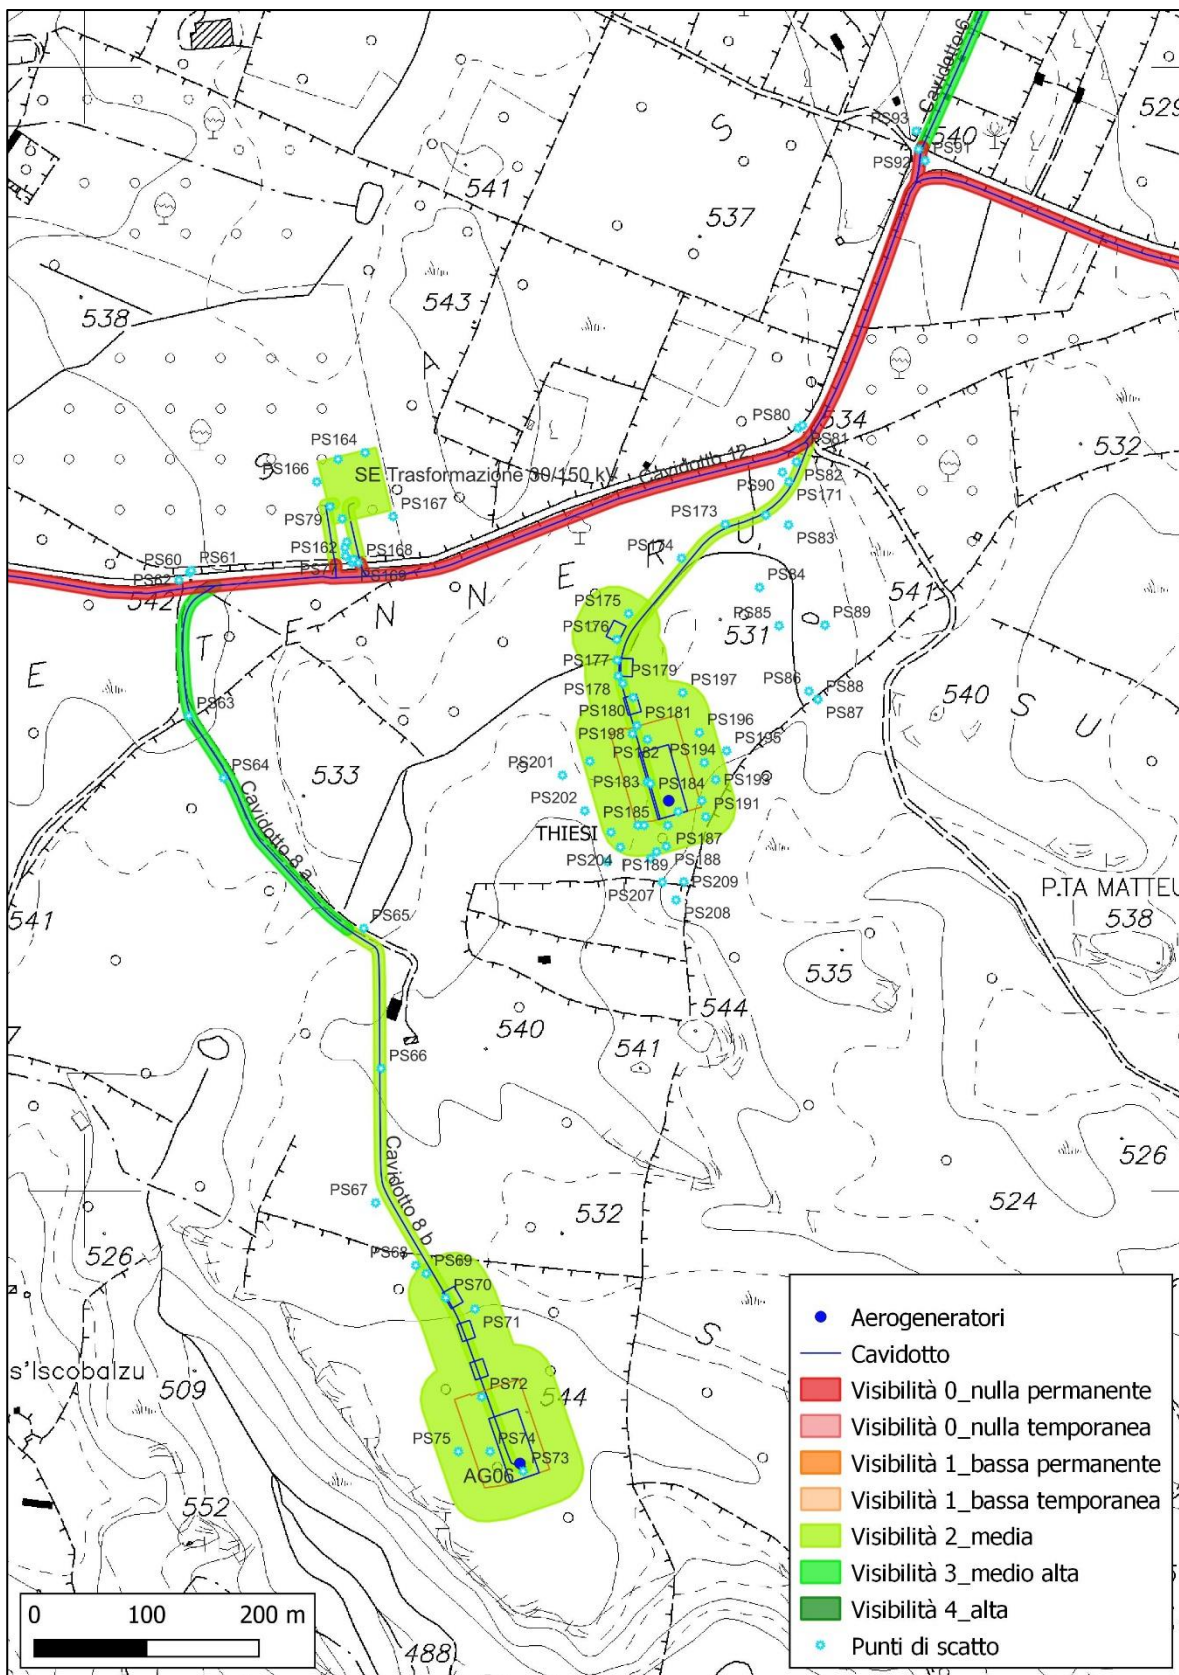 Cavidotto 6
529
PS93
540
PS91
PS92
S
541
537
543
538
A
534
PS80
PS81
532
PS164
S
PS166
SE Trasformazione 30/150 kV
Cavidotto 12
PS90
PS82
PS171
PS167
PS79
PS173
PS83
U
PS162
PS168
R
PS174
PS60
PS61
PS77
PS169
E
PS62
542
N
N
PS84
541
T
E
PS175
PS85
PS89
531
PS176
E
PS177
PS179
PS197
PS86
PS88
540
PS178
PS87
S
PS63
PS180
PS181
U
PS198
PS196
PS195
PS182
PS194
PS64
533
PS201
PS183
PS184
PS193
PS202
PS191
PS185
Cavidotto 8 a
THIESI
PS187
PS204
PS189
PS188
PS209
P.TA MATTEU
PS207
PS208
538
541
PS65
535
544
540
541
7
PS66
526
Cavidotto 8 b
PS67
524
532
526
PS68
PS69
PS70
PS71
S
s'Iscobalzu
509
PS72
544
PS75
PS74
PS73
AG06
552
488
0 100 200 m
Aerogeneratori
Cavidotto
Visibilità 0_nulla permanente
Visibilità 0_nulla temporanea
Visibilità 1_bassa permanente
Visibilità 1_bassa temporanea
Visibilità 2_media
Visibilità 3_medio alta
Visibilità 4_alta
Punti di scatto